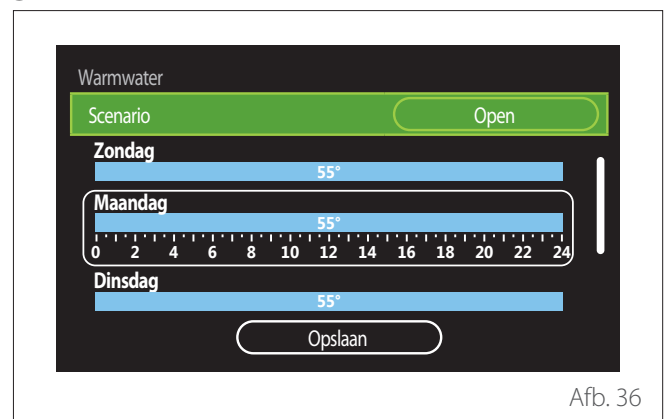 Warmwater
Scenario Open
Zondag
55°
Maandag
55°
0 2 4 6 8 10 12 14 16 18 20 22 24
Dinsdag
55°
Opslaan
Afb. 36